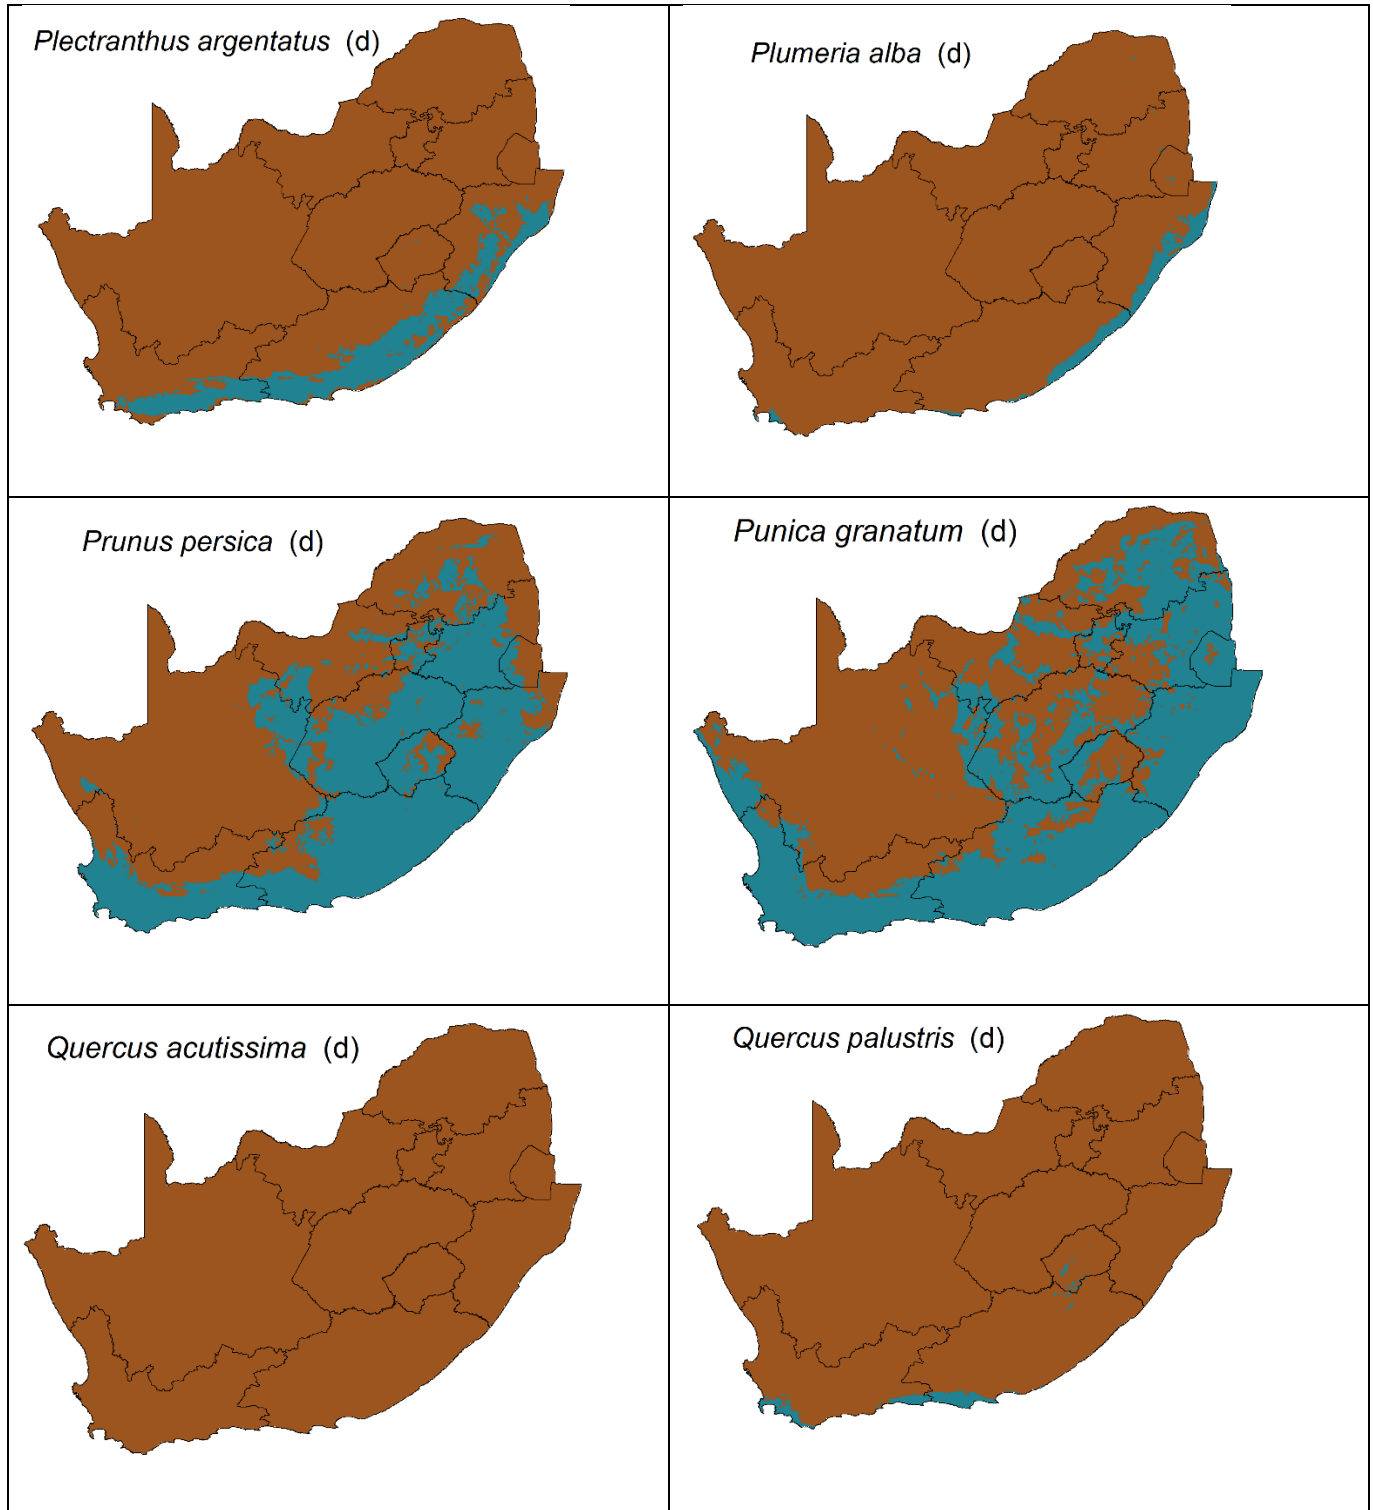 Plectranthus argentatus (d)
Plumeria alba (d)
Prunus persica (d)
Punica granatum (d)
Quercus acutissima (d)
Quercus palustris (d)